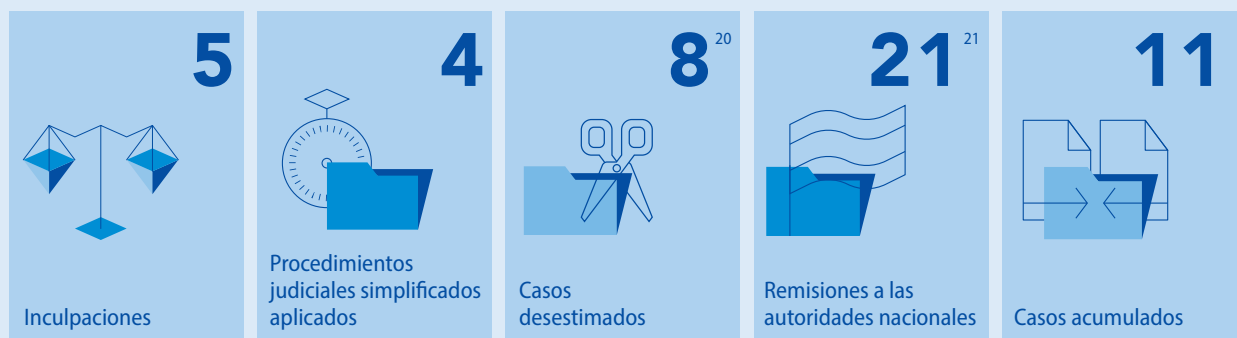 5
Inculpaciones
4
Procedimientos
judiciales simplificados
aplicados
8 20
Casos
desestimados
21 21
Remisiones a las
autoridades nacionales
11
Casos acumulados